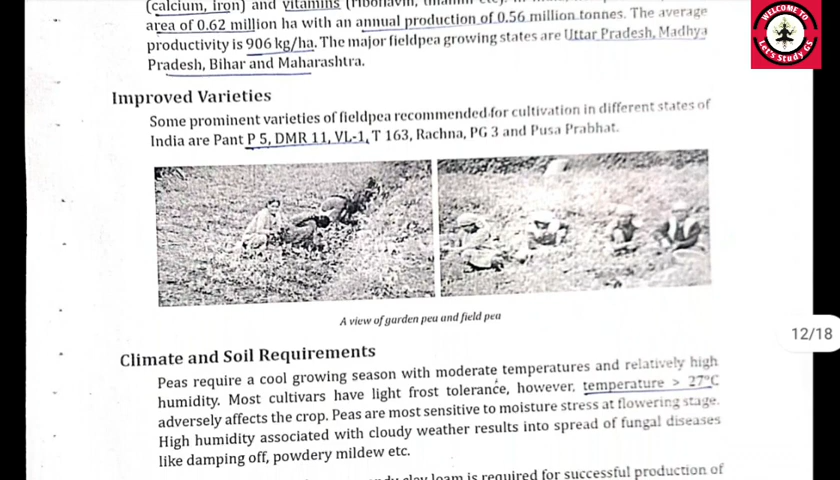 (calcium, iron) and vitamins (riboflavin, thiamin etc).
area of 0.62 million ha with an annual production of 0.56 million tonnes. The average
productivity is 906 kg/ha. The major fieldpea growing states are Uttar Pradesh, Madhya
Pradesh, Bihar and Maharashtra.
Improved Varieties
Some prominent varieties of fieldpea recommended for cultivation in different states of
India are Pant P 5, DMR 11, VL-1, T 163, Rachna, PG 3 and Pusa Prabhat.
A view of garden pea and field pea
Climate and Soil Requirements
Peas require a cool growing season with moderate temperatures and relatively high
humidity. Most cultivars have light frost tolerance, however, temperature > 27°C
adversely affects the crop. Peas are most sensitive to moisture stress at flowering stage.
High humidity associated with cloudy weather results into spread of fungal diseases
like damping off, powdery mildew etc.
clay loam is required for successful production of
WELCOME TO
Let's Study GS
12/18